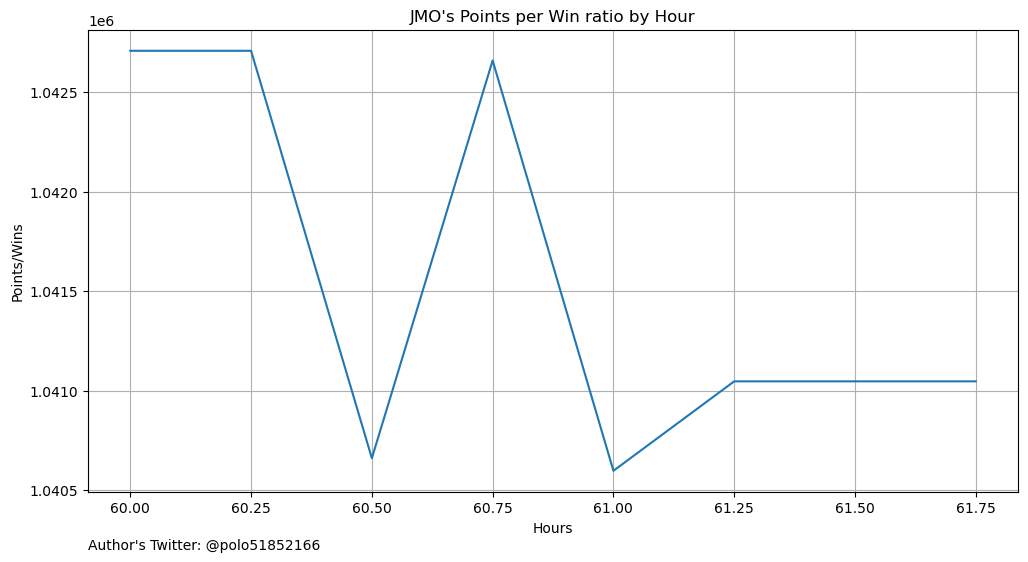 JMO's Points per Win ratio by Hour
1e6
1.0425
1.0420
1.0415
1.0410
1.0405
Points/Wins
60.00 60.25 60.50 60.75 61.00 61.25 61.50 61.75
Hours
Author's Twitter: @polo51852166